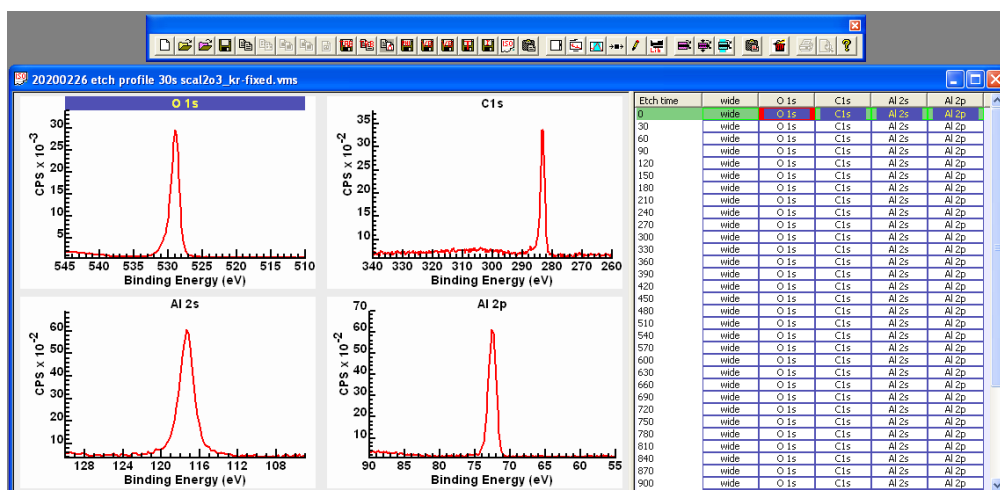 20200226 etch profile 30s scal2o3_kr-fixed.vms
O 1s
CPS x 10⁻³
30
25
20
15
10
5
545 540 535 530 525 520 515 510
Binding Energy (eV)
C1s
CPS x 10⁻²
35
30
25
20
15
10
340 330 320 310 300 290 280 270 260
Binding Energy (eV)
Al 2s
CPS x 10⁻²
60
50
40
30
20
10
128 124 120 116 112 108
Binding Energy (eV)
Al 2p
CPS x 10⁻²
70
60
50
40
30
20
10
90 85 80 75 70 65 60 55
Binding Energy (eV)
Etch time wide O 1s C1s Al 2s Al 2p
0 wide O 1s C1s Al 2s Al 2p
30 wide O 1s C1s Al 2s Al 2p
60 wide O 1s C1s Al 2s Al 2p
90 wide O 1s C1s Al 2s Al 2p
120 wide O 1s C1s Al 2s Al 2p
150 wide O 1s C1s Al 2s Al 2p
180 wide O 1s C1s Al 2s Al 2p
210 wide O 1s C1s Al 2s Al 2p
240 wide O 1s C1s Al 2s Al 2p
270 wide O 1s C1s Al 2s Al 2p
300 wide O 1s C1s Al 2s Al 2p
330 wide O 1s C1s Al 2s Al 2p
360 wide O 1s C1s Al 2s Al 2p
390 wide O 1s C1s Al 2s Al 2p
420 wide O 1s C1s Al 2s Al 2p
450 wide O 1s C1s Al 2s Al 2p
480 wide O 1s C1s Al 2s Al 2p
510 wide O 1s C1s Al 2s Al 2p
540 wide O 1s C1s Al 2s Al 2p
570 wide O 1s C1s Al 2s Al 2p
600 wide O 1s C1s Al 2s Al 2p
630 wide O 1s C1s Al 2s Al 2p
660 wide O 1s C1s Al 2s Al 2p
690 wide O 1s C1s Al 2s Al 2p
720 wide O 1s C1s Al 2s Al 2p
750 wide O 1s C1s Al 2s Al 2p
780 wide O 1s C1s Al 2s Al 2p
810 wide O 1s C1s Al 2s Al 2p
840 wide O 1s C1s Al 2s Al 2p
870 wide O 1s C1s Al 2s Al 2p
900 wide O 1s C1s Al 2s Al 2p